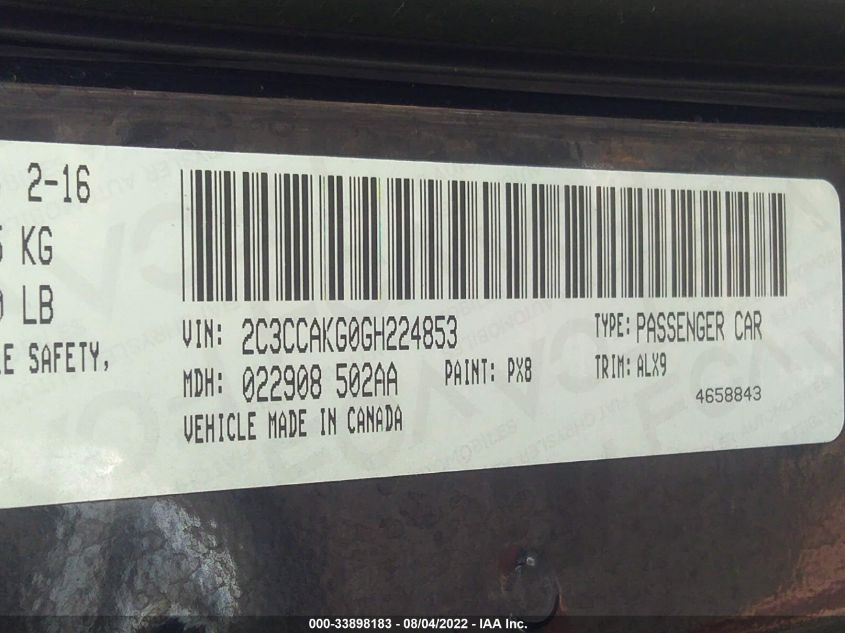 2-16
KG
LB
SAFETY,
VIN: 2C3CCAKG0GH224853
TYPE: PASSENGER CAR
MDH: 022908 502AA
PAINT: PX8
TRIM: ALX9
4658843
VEHICLE MADE IN CANADA
000-33898183 - 08/04/2022 - IAA Inc.